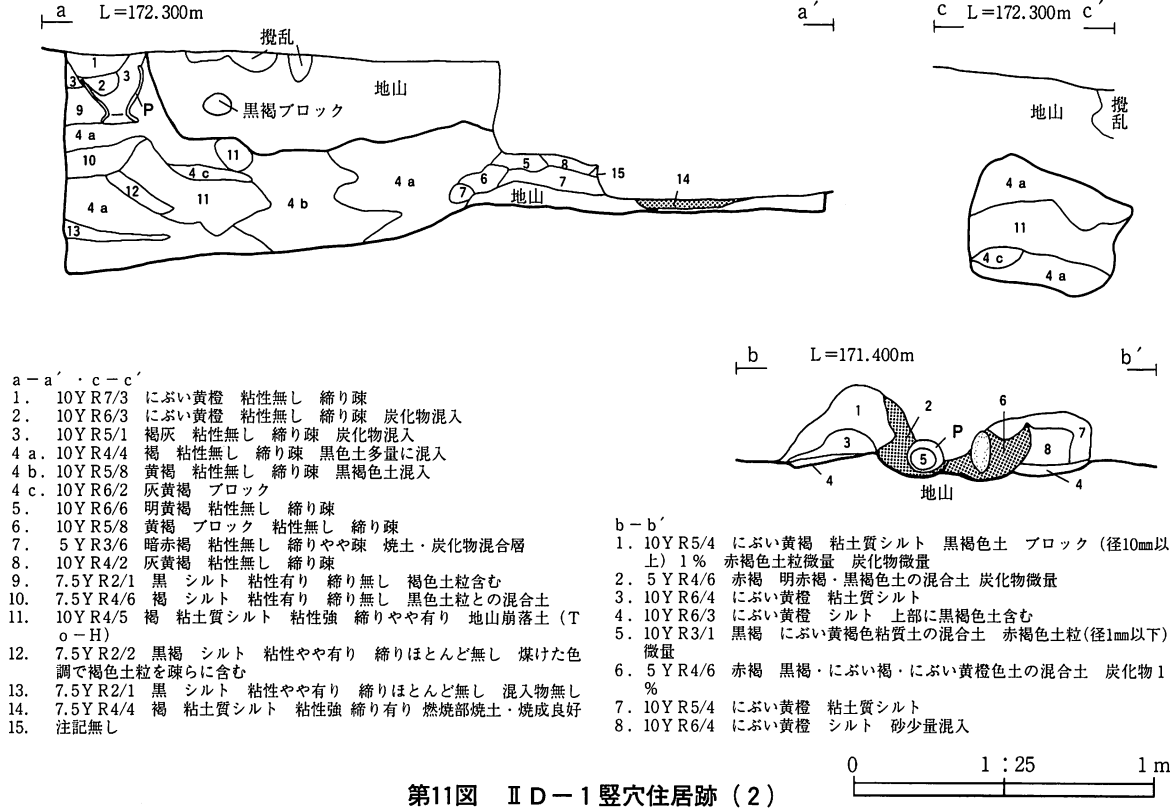 a L=172.300m a′
c L=172.300m c′
攪乱
1
3 2 3
9 P
地山
黒褐ブロック
4a
10
11
4c
12
11
4a
4b
4a
13
5 8
6
7
7
15
地山
14
地山
攪乱
4a
11
4c
4a
b L=171.400m b′
1
2
6
P
3
5
8
7
4
4
地山
a-a′・c-c′
1. 10YR7/3 にぶい黄橙 粘性無し 締り疎
2. 10YR6/3 にぶい黄橙 粘性無し 締り疎 炭化物混入
3. 10YR5/1 褐灰 粘性無し 締り疎 炭化物混入
4a. 10YR4/4 褐 粘性無し 締り疎 黒色土多量に混入
4b. 10YR5/8 黄褐 粘性無し 締り疎 黒褐色土混入
4c. 10YR6/2 灰黄褐 ブロック
5. 10YR6/6 明黄褐 粘性無し 締り疎
6. 10YR5/8 黄褐 ブロック 粘性無し 締り疎
7. 5YR3/6 暗赤褐 粘性無し 締りやや疎 焼土・炭化物混合層
8. 10YR4/2 灰黄褐 粘性無し 締り疎
9. 7.5YR2/1 黒 シルト 粘性有り 締り無し 褐色土粒含む
10. 7.5YR4/6 褐 シルト 粘性有り 締り無し 黒色土粒との混合土
11. 10YR4/5 褐 粘土質シルト 粘性強 締りやや有り 地山崩落土(T
o-H)
12. 7.5YR2/2 黒褐 シルト 粘性やや有り 締りほとんど無し 煤けた色
調で褐色土粒を疎らに含む
13. 7.5YR2/1 黒 シルト 粘性やや有り 締りほとんど無し 混入物無し
14. 7.5YR4/4 褐 粘土質シルト 粘性強 締り有り 燃焼部焼土・焼成良好
15. 注記無し
b-b′
1. 10YR5/4 にぶい黄褐 粘土質シルト 黒褐色土 ブロック(径10mm以
上)1% 赤褐色土粒微量 炭化物微量
2. 5YR4/6 赤褐 明赤褐・黒褐色土の混合土 炭化物微量
3. 10YR6/4 にぶい黄橙 粘土質シルト
4. 10YR6/3 にぶい黄橙 シルト 上部に黒褐色土含む
5. 10YR3/1 黒褐 にぶい黄褐色粘質土の混合土 赤褐色土粒(径1mm以下)
微量
6. 5YR4/6 赤褐 黒褐・にぶい褐・にぶい黄橙色土の混合土 炭化物1
%
7. 10YR5/4 にぶい黄橙 粘土質シルト
8. 10YR6/4 にぶい黄橙 シルト 砂少量混入
0 1:25 1m
第11図 ⅡD-1竪穴住居跡(2)